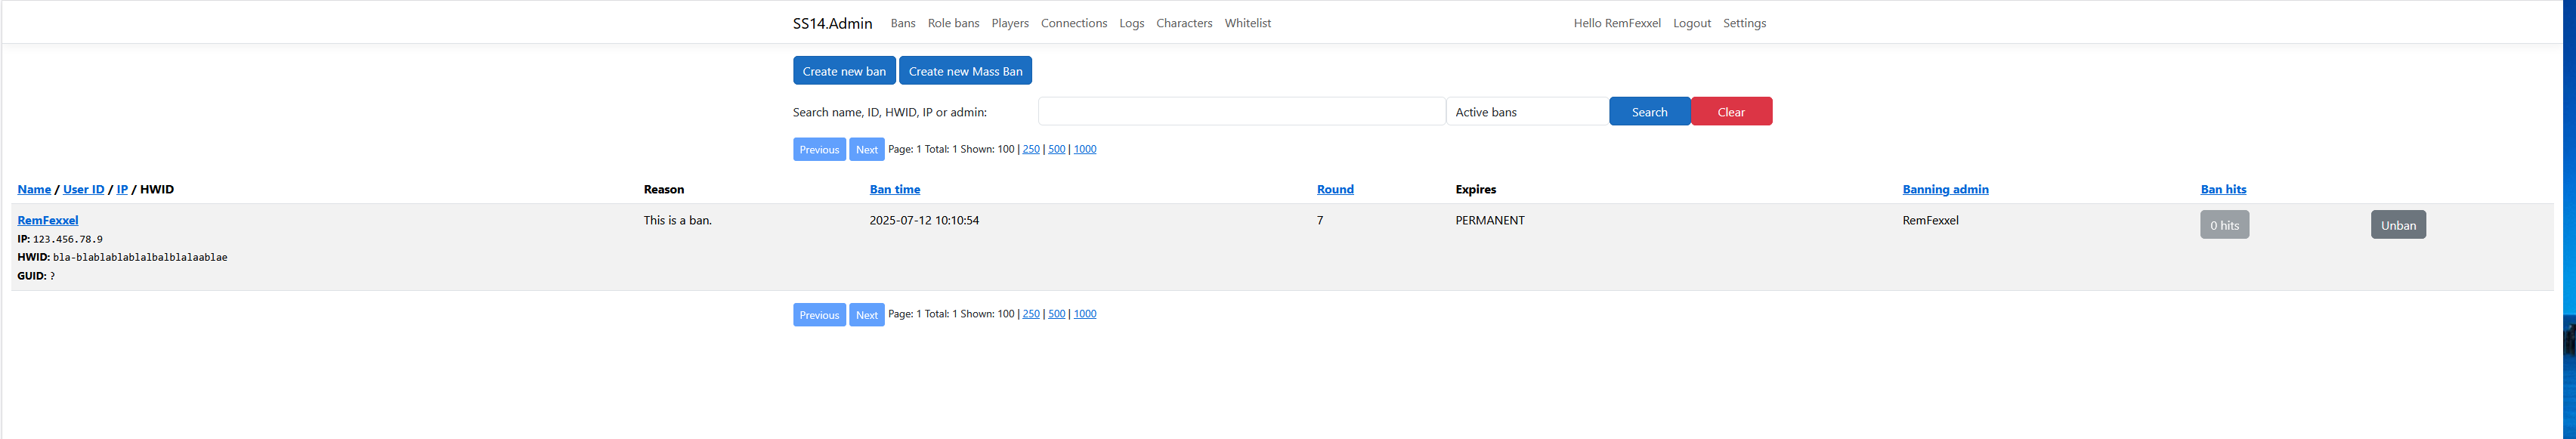 SS14.Admin Bans Role bans Players Connections Logs Characters Whitelist Hello RemFexxel Logout Settings
Create new ban Create new Mass Ban
Search name, ID, HWID, IP or admin: Active bans Search Clear
Previous Next Page: 1 Total: 1 Shown: 100 | 250 | 500 | 1000
Name / User ID / IP / HWID Reason Ban time Round Expires Banning admin Ban hits
RemFexxel This is a ban. 2025-07-12 10:10:54 7 PERMANENT RemFexxel 0 hits Unban
IP: 123.456.78.9
HWID: bla-blablablablalbalblalaablae
GUID: ?
Previous Next Page: 1 Total: 1 Shown: 100 | 250 | 500 | 1000